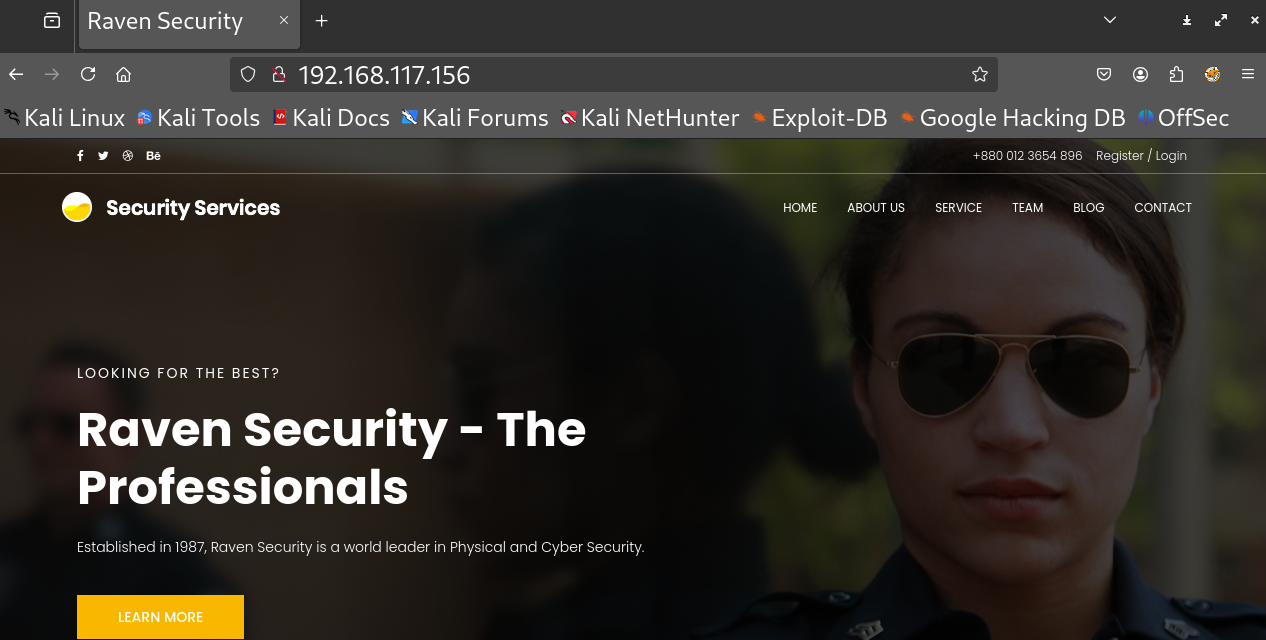 Raven Security
192.168.117.156
Kali Linux Kali Tools Kali Docs Kali Forums Kali NetHunter Exploit-DB Google Hacking DB OffSec
Bē +880 012 3654 896 Register / Login
Security Services HOME ABOUT US SERVICE TEAM BLOG CONTACT
LOOKING FOR THE BEST?
Raven Security - The
Professionals
Established in 1987, Raven Security is a world leader in Physical and Cyber Security.
LEARN MORE